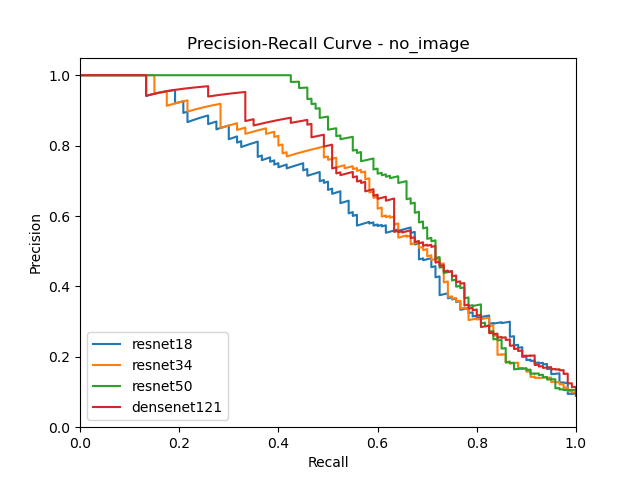 Precision-Recall Curve - no_image
Precision
1.0
0.8
0.6
0.4
0.2
0.0
resnet18
resnet34
resnet50
densenet121
0.0 0.2 0.4 0.6 0.8 1.0
Recall